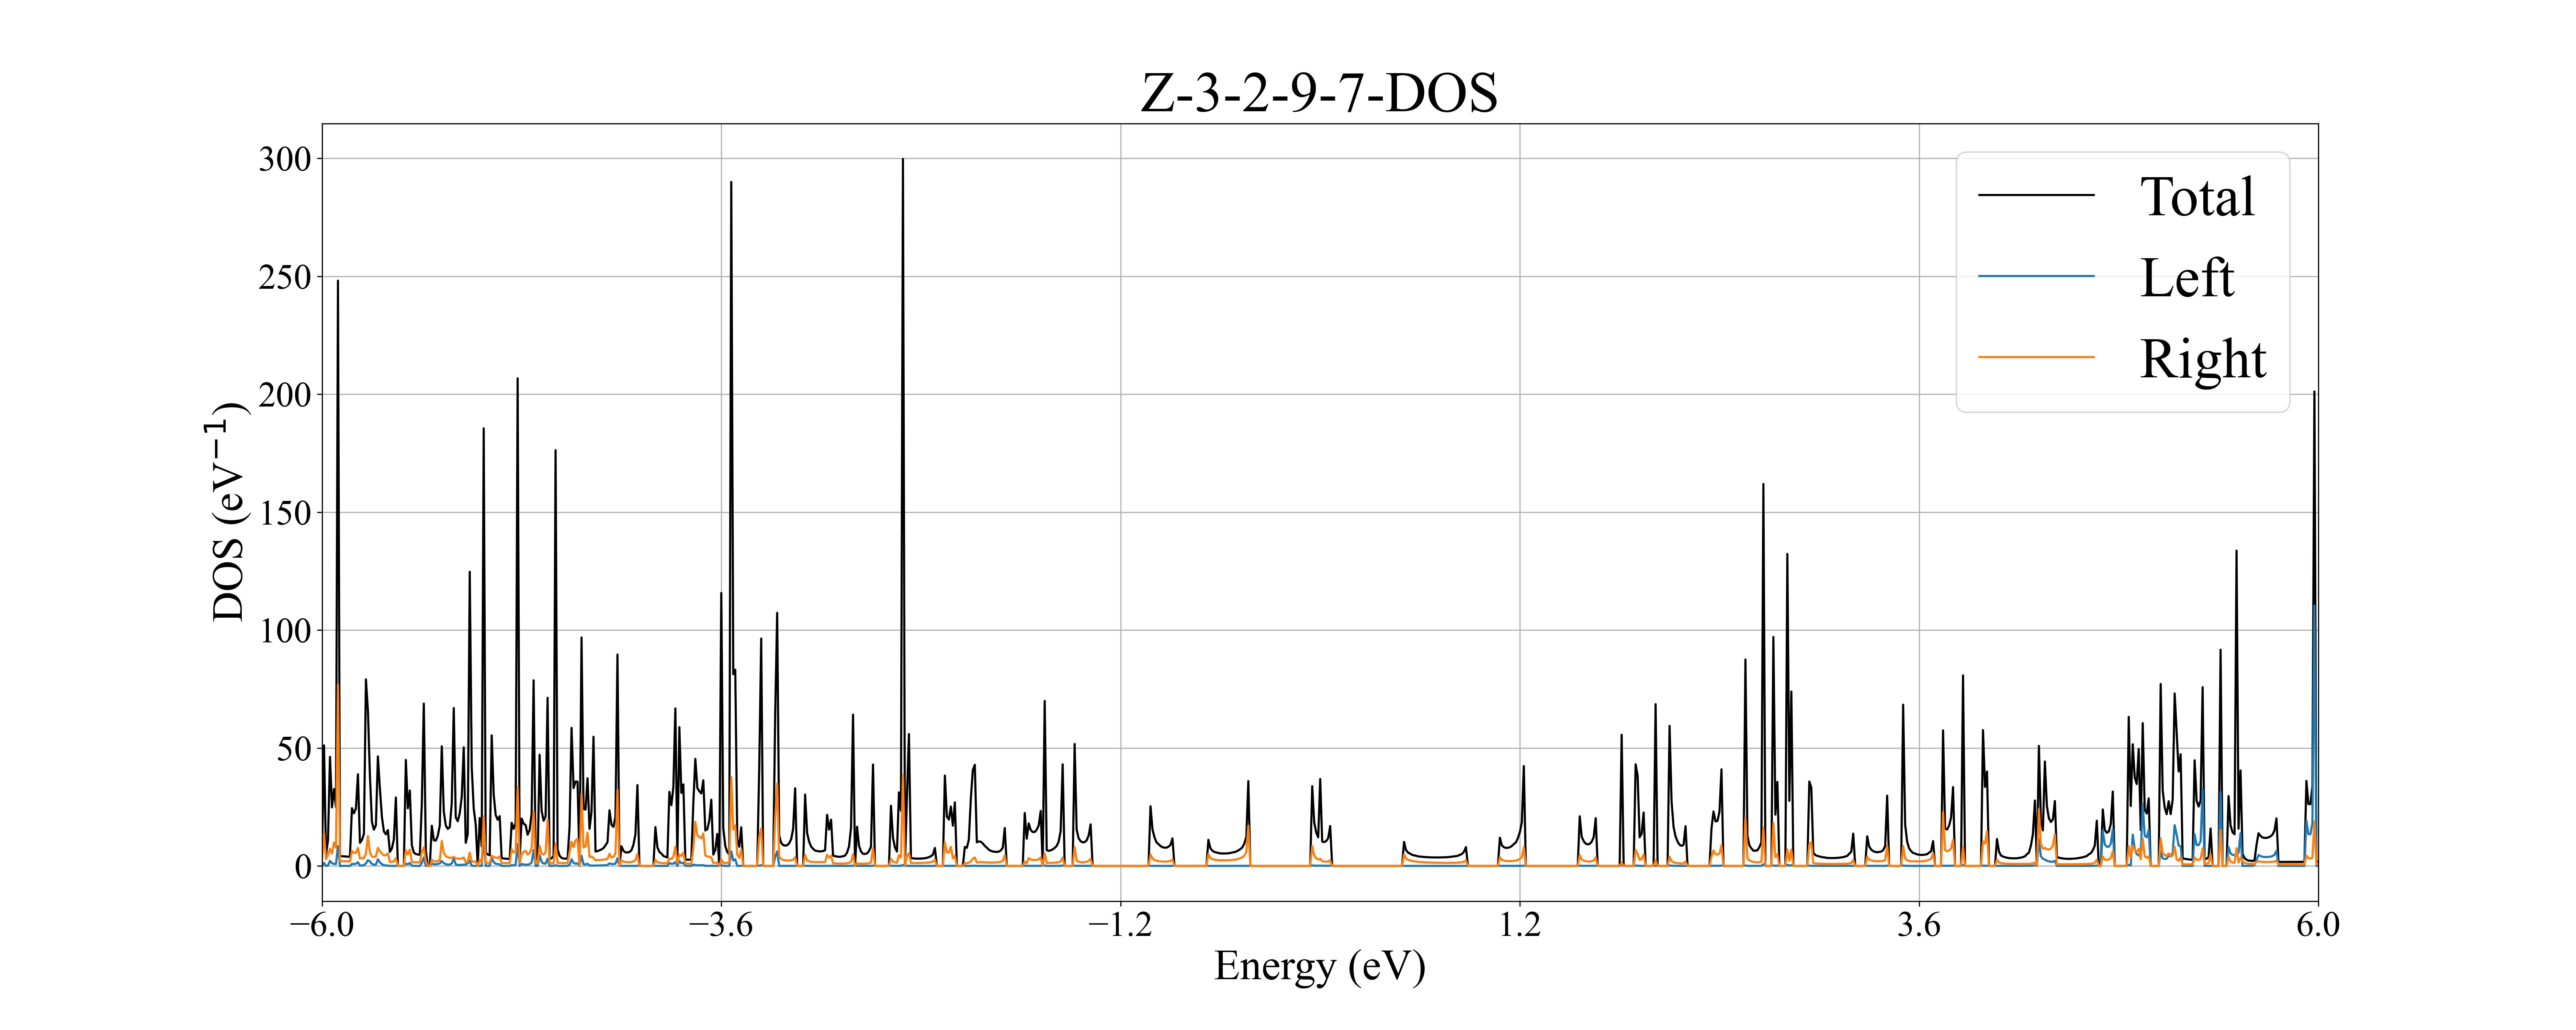 Z-3-2-9-7-DOS
300
250
200
150
100
50
0
DOS (eV⁻¹)
Total
Left
Right
−6.0 −3.6 −1.2 1.2 3.6 6.0
Energy (eV)